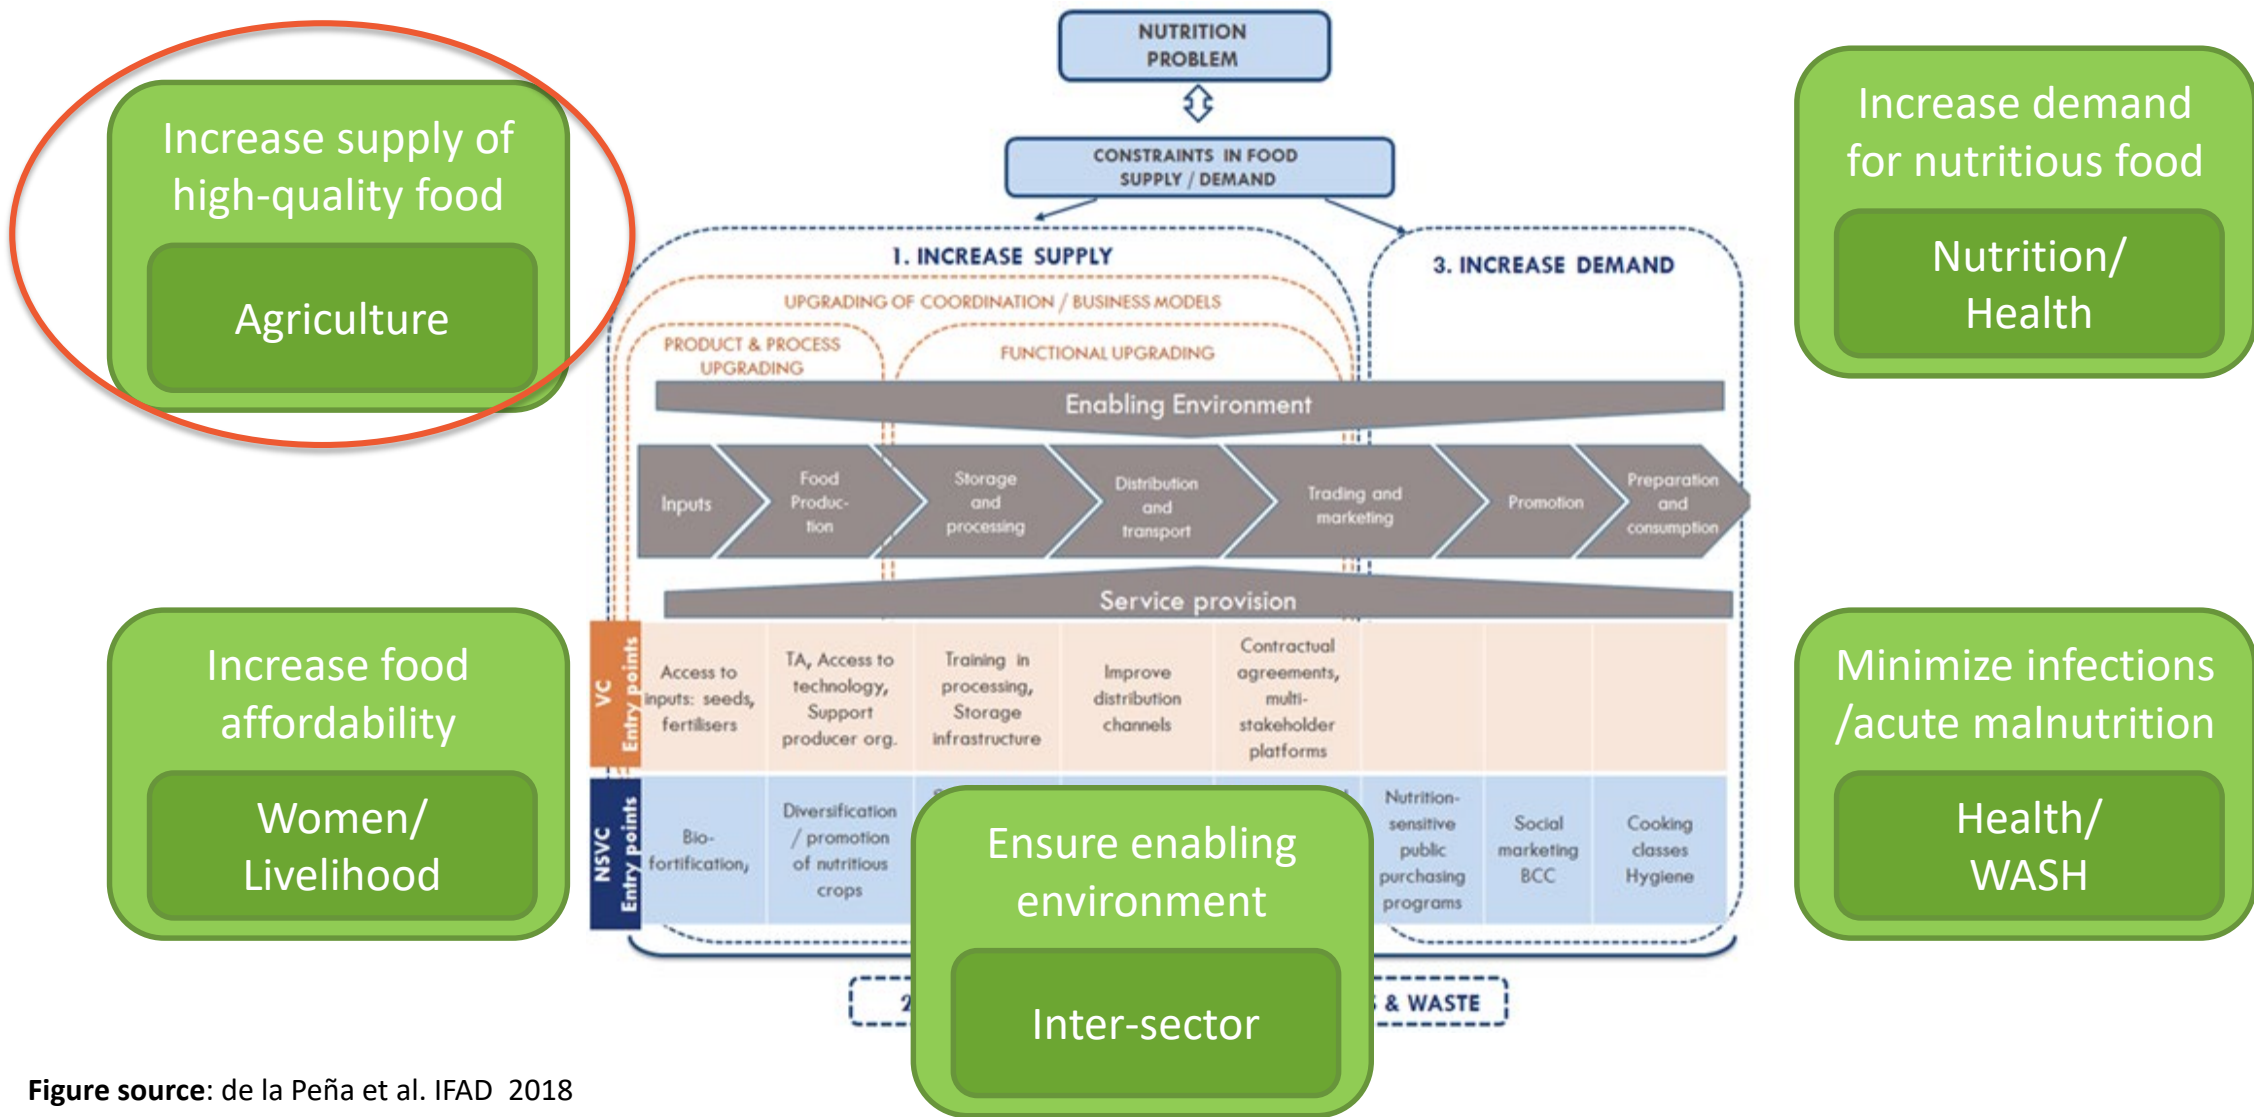 NUTRITION
PROBLEM
CONSTRAINTS IN FOOD
SUPPLY / DEMAND
Increase supply of
high-quality food
Agriculture
Increase demand
for nutritious food
Nutrition/
Health
1. INCREASE SUPPLY
3. INCREASE DEMAND
UPGRADING OF COORDINATION / BUSINESS MODELS
PRODUCT & PROCESS
UPGRADING
FUNCTIONAL UPGRADING
Enabling Environment
Inputs
Food
Produc-
tion
Storage
and
processing
Distribution
and
transport
Trading and
marketing
Promotion
Preparation
and
consumption
Service provision
Increase food
affordability
Women/
Livelihood
Minimize infections
/acute malnutrition
Health/
WASH
VC
Entry points
Access to
inputs: seeds,
fertilisers
TA, Access to
technology,
Support
producer org.
Training in
processing,
Storage
infrastructure
Improve
distribution
channels
Contractual
agreements,
multi-
stakeholder
platforms
NSVC
Entry points
Bio-
fortification,
Diversification
/ promotion
of nutritious
crops
Nutrition-
sensitive
public
purchasing
programs
Social
marketing
BCC
Cooking
classes
Hygiene
Ensure enabling
environment
Inter-sector
2
& WASTE
Figure source: de la Peña et al. IFAD 2018